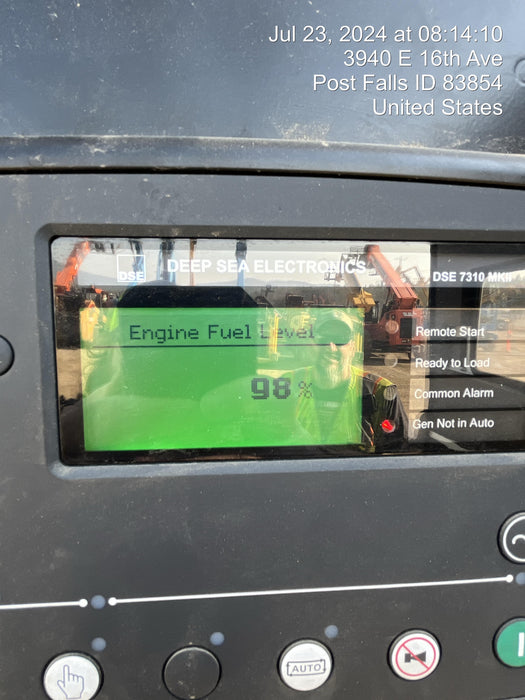 Jul 23, 2024 at 08:14:10
3940 E 16th Ave
Post Falls ID 83854
United States
DSE
DEEP SEA ELECTRONICS
DSE 7310 MKII
Engine Fuel Level
98 %
Remote Start
Ready to Load
Common Alarm
Gen Not in Auto
AUTO
I